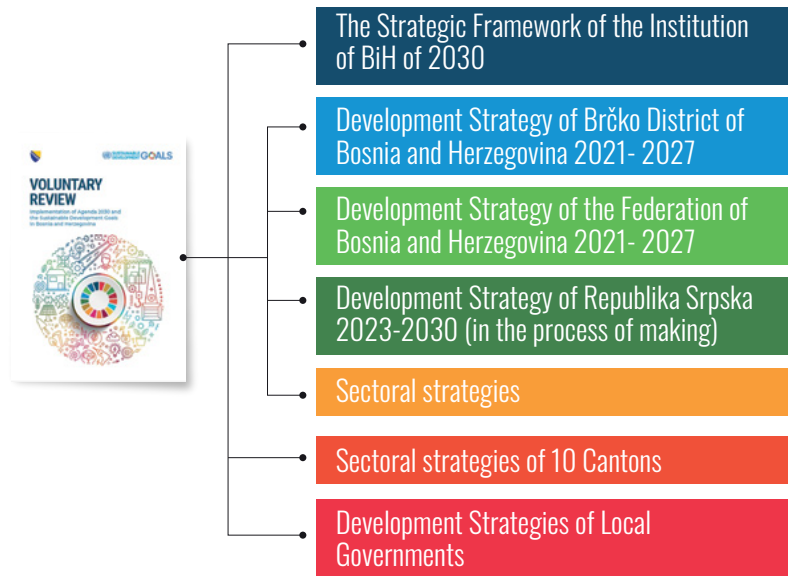 SUSTAINABLE DEVELOPMENT GOALS
VOLUNTARY
REVIEW
Implementation of Agenda 2030 and
the Sustainable Development Goals
in Bosnia and Herzegovina
The Strategic Framework of the Institution
of BiH of 2030
Development Strategy of Brčko District of
Bosnia and Herzegovina 2021- 2027
Development Strategy of the Federation of
Bosnia and Herzegovina 2021- 2027
Development Strategy of Republika Srpska
2023-2030 (in the process of making)
Sectoral strategies
Sectoral strategies of 10 Cantons
Development Strategies of Local
Governments